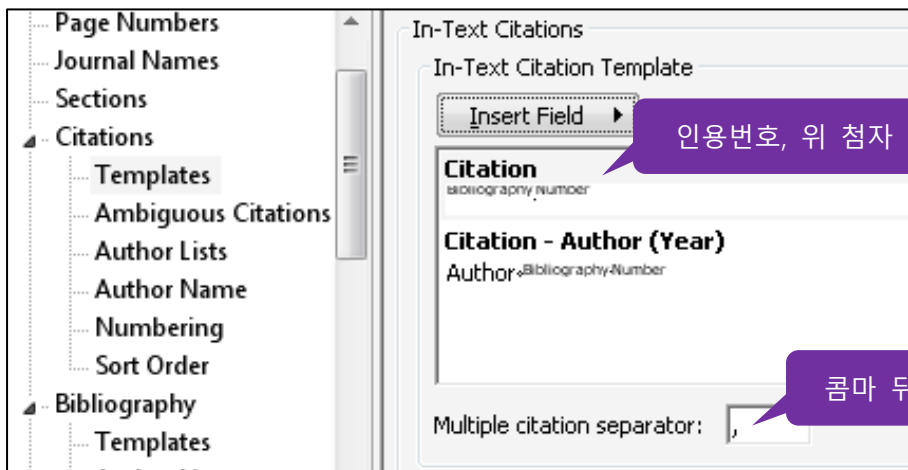 Page Numbers
Journal Names
Sections
Citations
Templates
Ambiguous Citations
Author Lists
Author Name
Numbering
Sort Order
Bibliography
Templates
In-Text Citations
In-Text Citation Template
Insert Field
인용번호, 위 첨자
Citation
Bibliography Number
Citation - Author (Year)
Author Bibliography Number
콤마
Multiple citation separator: ,